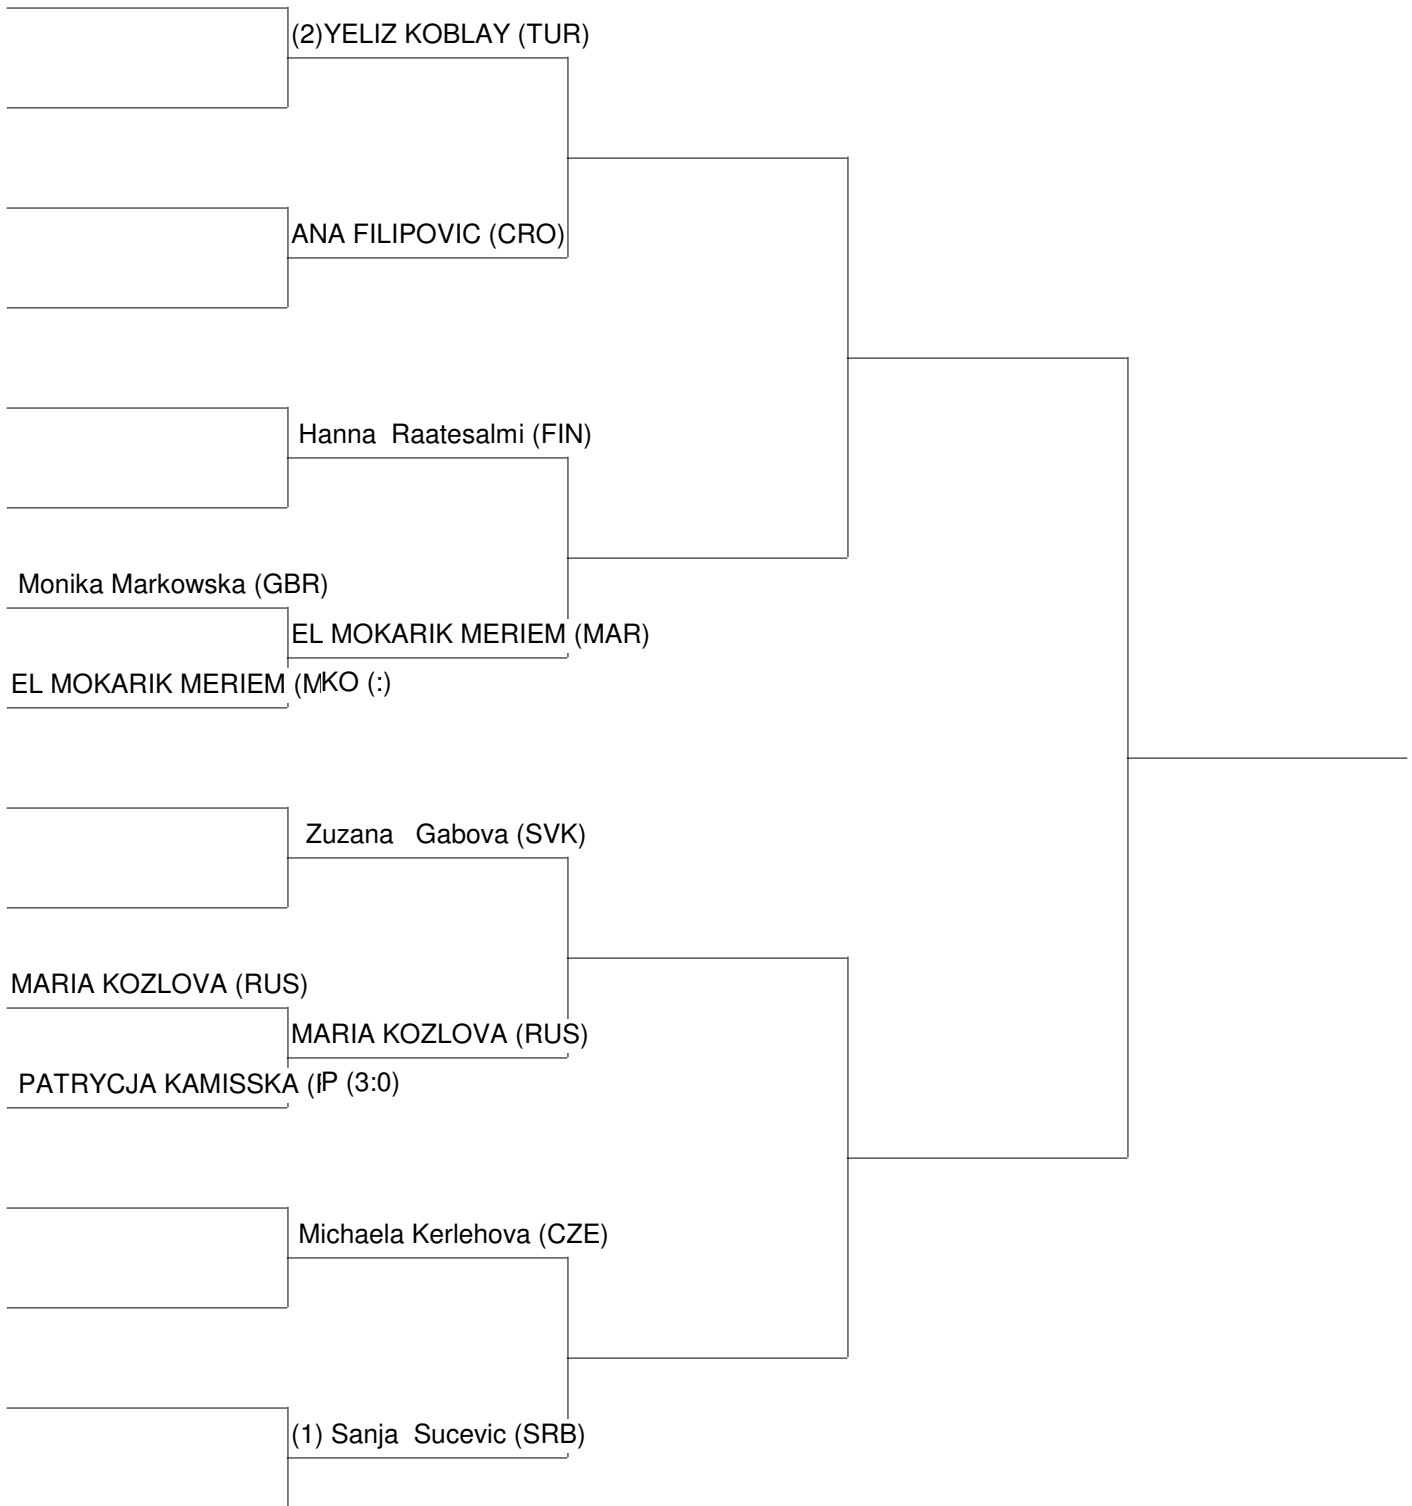 (2)YELIZ KOBLAY (TUR)
ANA FILIPOVIC (CRO)
Hanna Raatesalmi (FIN)
Monika Markowska (GBR)
EL MOKARIK MERIEM (MAR)
EL MOKARIK MERIEM (M KO (:)
Zuzana Gabova (SVK)
MARIA KOZLOVA (RUS)
MARIA KOZLOVA (RUS)
PATRYCJA KAMISSKA ( P (3:0)
Michaela Kerlehova (CZE)
(1) Sanja Sucevic (SRB)